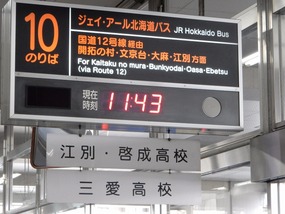 10
のりば
ジェイ・アール北海道バス JR Hokkaido Bus
国道12号線経由
開拓の村・文京台・大麻・江別方面
For Kaitaku no mura·Bunkyodai·Oasa·Ebetsu
(via Route 12)
現在
時刻
11:43
江別・啓成高校
三愛高校